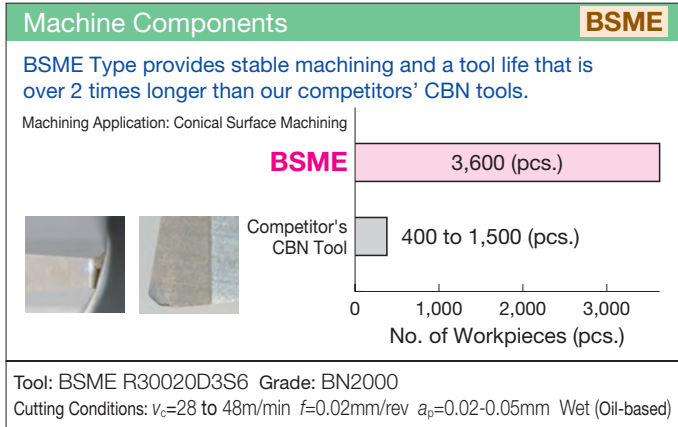 Machine Components
BSME
BSME Type provides stable machining and a tool life that is
over 2 times longer than our competitors' CBN tools.
Machining Application: Conical Surface Machining
BSME
3,600 (pcs.)
Competitor's
CBN Tool
400 to 1,500 (pcs.)
0 1,000 2,000 3,000
No. of Workpieces (pcs.)
Tool: BSME R30020D3S6 Grade: BN2000
Cutting Conditions: vc=28 to 48m/min f=0.02mm/rev ap=0.02-0.05mm Wet (Oil-based)